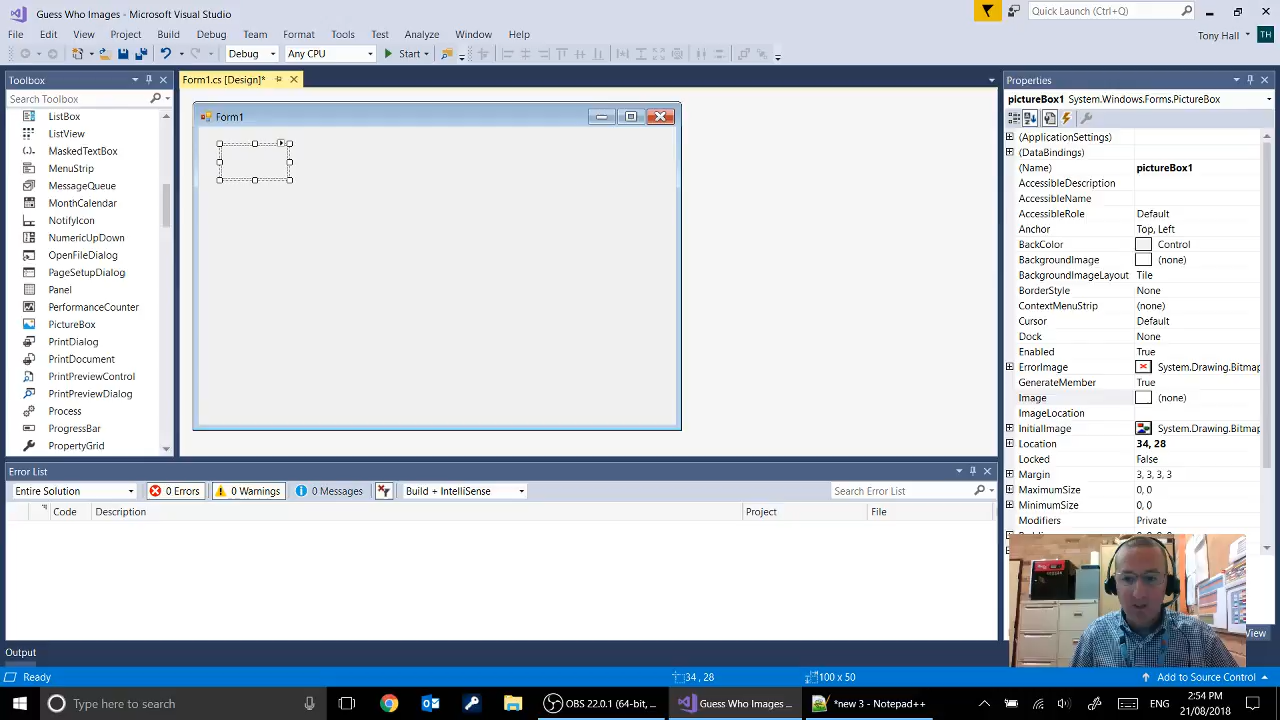 Guess Who Images - Microsoft Visual Studio
Quick Launch (Ctrl+Q)
File Edit View Project Build Debug Team Format Tools Test Analyze Window Help
Tony Hall TH
Debug Any CPU Start
Toolbox
Search Toolbox
ListBox
ListView
MaskedTextBox
MenuStrip
MessageQueue
MonthCalendar
NotifyIcon
NumericUpDown
OpenFileDialog
PageSetupDialog
Panel
PerformanceCounter
PictureBox
PrintDialog
PrintDocument
PrintPreviewControl
PrintPreviewDialog
Process
ProgressBar
PropertyGrid
Form1.cs [Design]*
Form1
Properties
pictureBox1 System.Windows.Forms.PictureBox
(ApplicationSettings)
(DataBindings)
(Name) pictureBox1
AccessibleDescription
AccessibleName
AccessibleRole Default
Anchor Top, Left
BackColor Control
BackgroundImage (none)
BackgroundImageLayout Tile
BorderStyle None
ContextMenuStrip (none)
Cursor Default
Dock None
Enabled True
ErrorImage System.Drawing.Bitmap
GenerateMember True
Image (none)
ImageLocation
InitialImage System.Drawing.Bitmap
Location 34, 28
Locked False
Margin 3, 3, 3, 3
MaximumSize 0, 0
MinimumSize 0, 0
Modifiers Private
View
Error List
Entire Solution 0 Errors 0 Warnings 0 Messages Build + IntelliSense Search Error List
Code Description Project File
Output
Ready 34 , 28 100 x 50 Add to Source Control
Type here to search OBS 22.0.1 (64-bit, ... Guess Who Images ... *new 3 - Notepad++ ENG 2:54 PM
21/08/2018